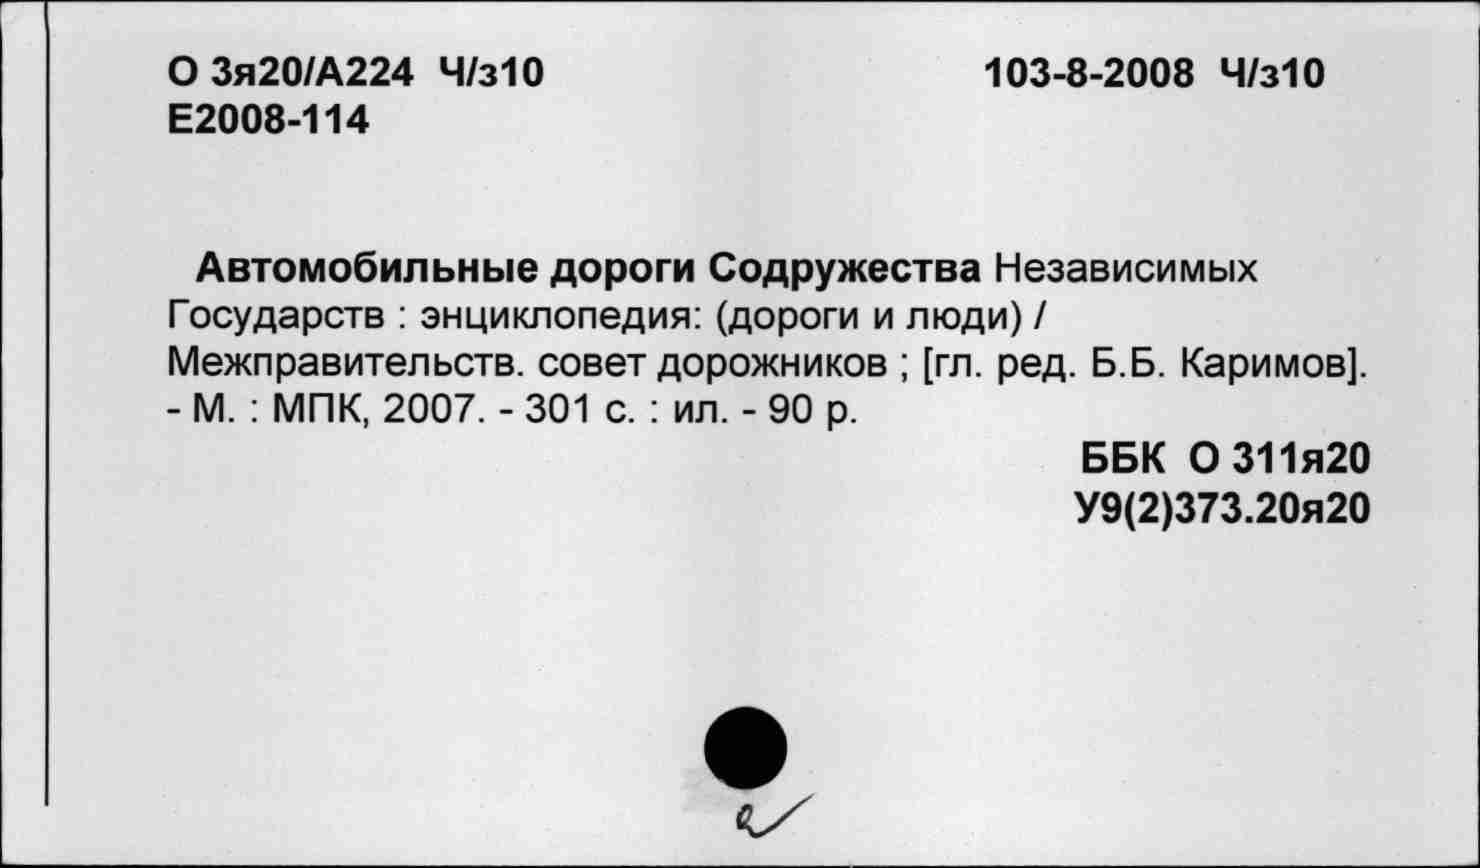 О 3я20/А224 Ч/з10 103-8-2008 Ч/з10
Е2008-114
Автомобильные дороги Содружества Независимых
Государств : энциклопедия: (дороги и люди) /
Межправительств. совет дорожников ; [гл. ред. Б.Б. Каримов].
- М. : МПК, 2007. - 301 с. : ил. - 90 р.
ББК О 311я20
У9(2)373.20я20